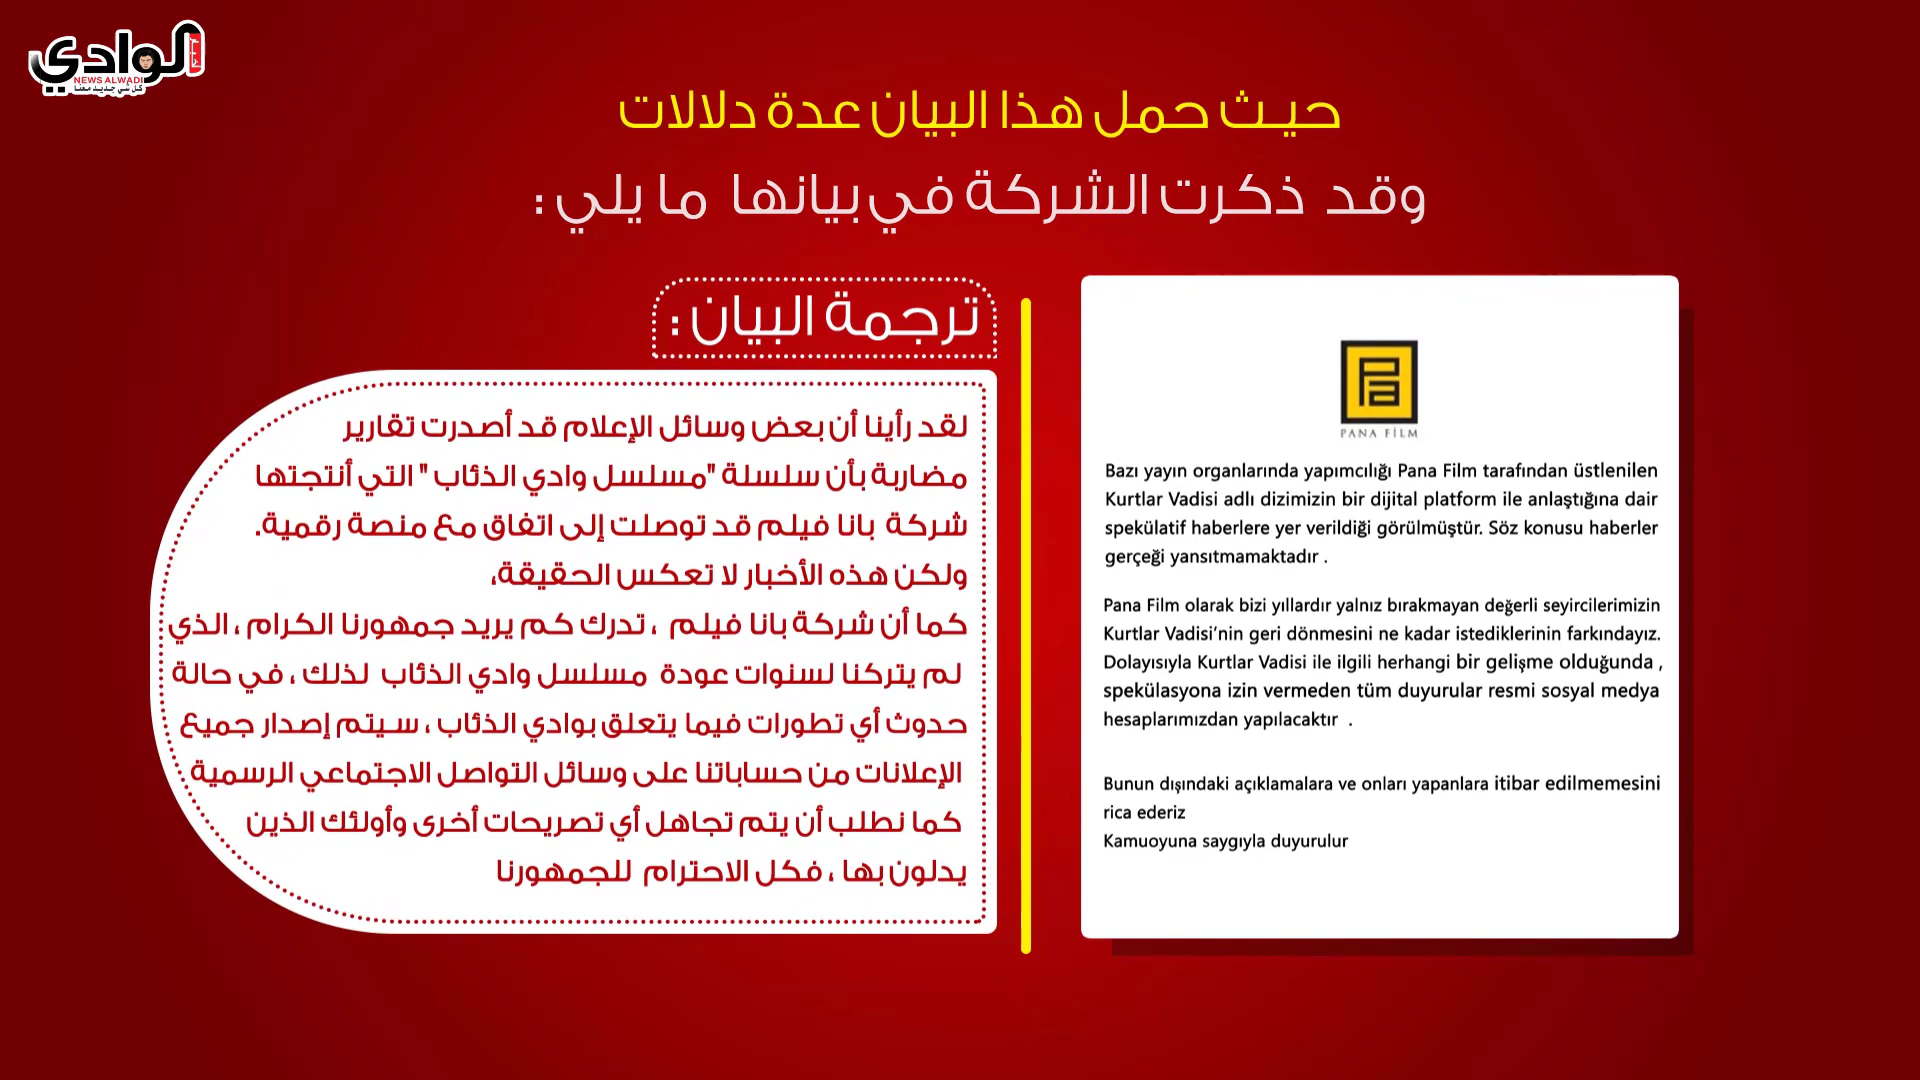 الوادي
NEWS ALWADI
كل شي جديد معنا
حيث حمل هذا البيان عدة دلالات
وقد ذكرت الشركة في بيانها ما يلي :
ترجمة البيان :
لقد رأينا أن بعض وسائل الإعلام قد أصدرت تقارير
مضاربة بأن سلسلة "مسلسل وادي الذئاب" التي أنتجتها
شركة بانا فيلم قد توصلت إلى اتفاق مع منصة رقمية.
ولكن هذه الأخبار لا تعكس الحقيقة،
كما أن شركة بانا فيلم ، تدرك كم يريد جمهورنا الكرام ، الذي
لم يتركنا لسنوات عودة مسلسل وادي الذئاب لذلك ، في حالة
حدوث أي تطورات فيما يتعلق بوادي الذئاب ، سيتم إصدار جميع
الإعلانات من حساباتنا على وسائل التواصل الاجتماعي الرسمية
كما نطلب أن يتم تجاهل أي تصريحات أخرى وأولئك الذين
يدلون بها ، فكل الاحترام للجمهورنا
PANA FİLM
Bazı yayın organlarında yapımcılığı Pana Film tarafından üstlenilen
Kurtlar Vadisi adlı dizimizin bir dijital platform ile anlaştığına dair
spekülatif haberlere yer verildiği görülmüştür. Söz konusu haberler
gerçeği yansıtmamaktadır .
Pana Film olarak bizi yıllardır yalnız bırakmayan değerli seyircilerimizin
Kurtlar Vadisi’nin geri dönmesini ne kadar istediklerinin farkındayız.
Dolayısıyla Kurtlar Vadisi ile ilgili herhangi bir gelişme olduğunda ,
spekülasyona izin vermeden tüm duyurular resmi sosyal medya
hesaplarımızdan yapılacaktır .
Bunun dışındaki açıklamalara ve onları yapanlara itibar edilmemesini
rica ederiz
Kamuoyuna saygıyla duyurulur